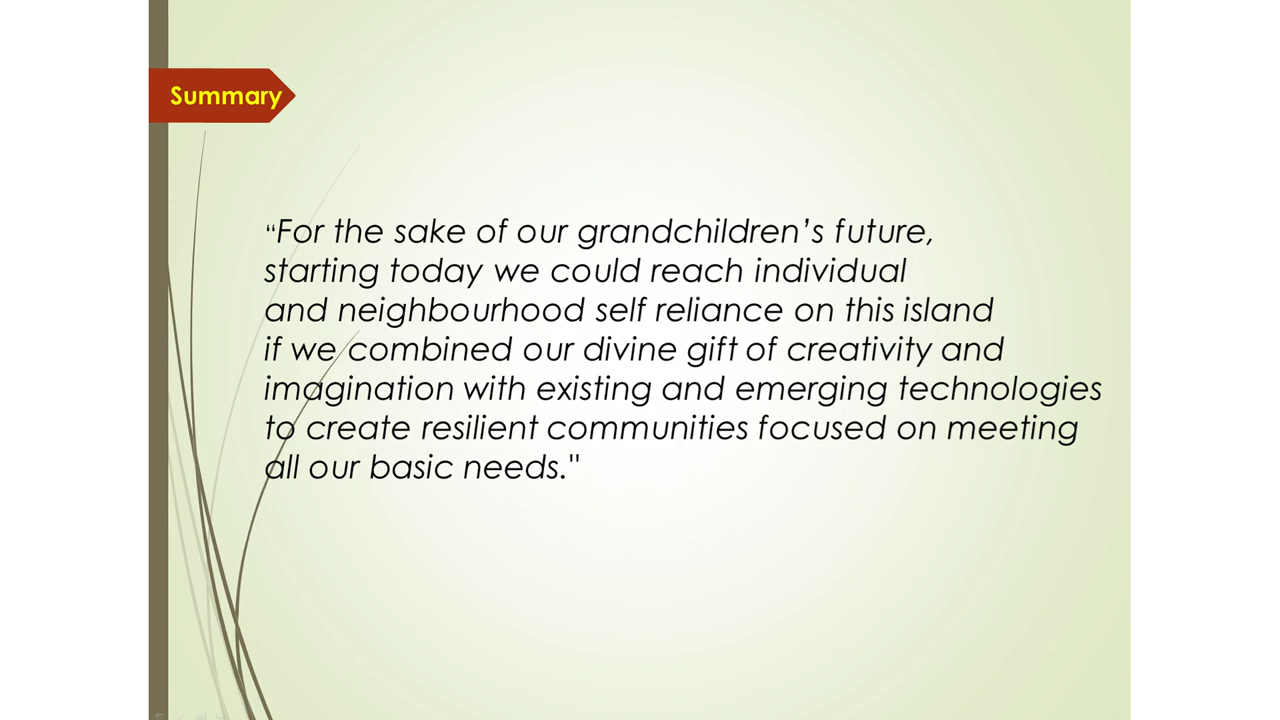 Summary
“For the sake of our grandchildren’s future,
starting today we could reach individual
and neighbourhood self reliance on this island
if we combined our divine gift of creativity and
imagination with existing and emerging technologies
to create resilient communities focused on meeting
all our basic needs."